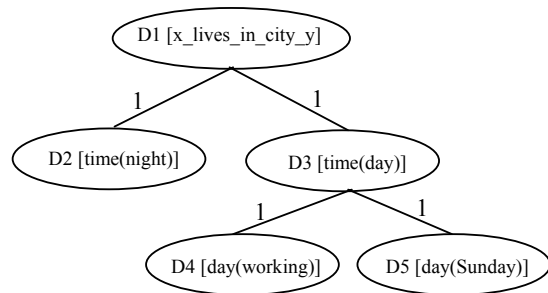 D1 [x_lives_in_city_y]
1 1
D2 [time(night)] D3 [time(day)]
1 1
D4 [day(working)] D5 [day(Sunday)]